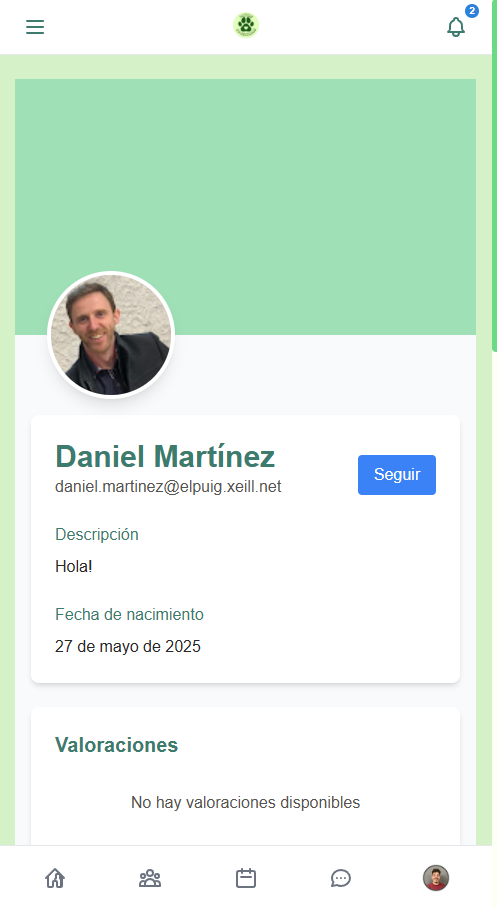 2
Daniel Martínez
daniel.martinez@elpuig.xeill.net
Seguir
Descripción
Hola!
Fecha de nacimiento
27 de mayo de 2025
Valoraciones
No hay valoraciones disponibles